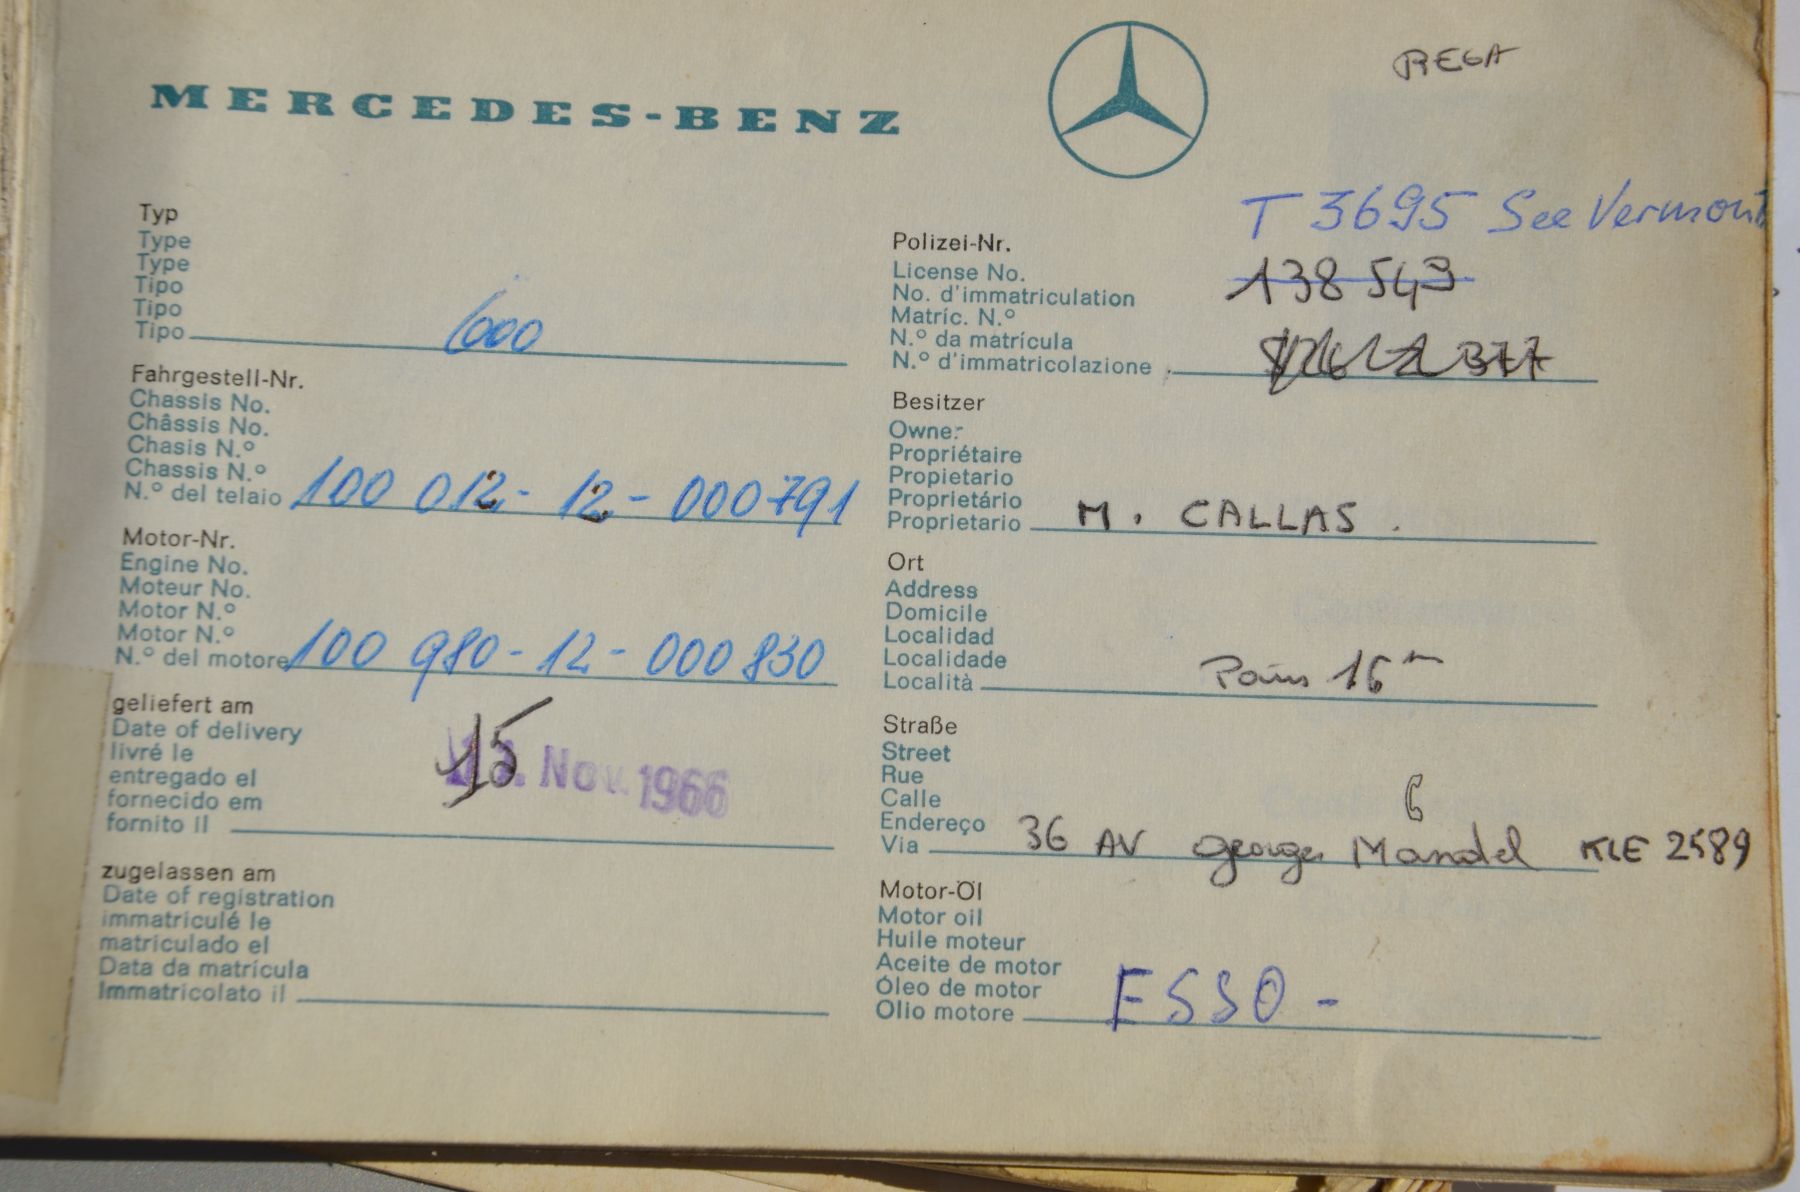 REGA
MERCEDES-BENZ
Typ
Type
Type
Tipo
Tipo
Tipo 600
Fahrgestell-Nr.
Chassis No.
Châssis No.
Chasis N.º
Chassis N.º
N.º del telaio 100 012 - 12 - 000791
Motor-Nr.
Engine No.
Moteur No.
Motor N.º
Motor N.º
N.º del motore 100 980 - 12 - 000830
geliefert am
Date of delivery
livré le
entregado el
fornecido em
fornito il
15. Nov. 1966
zugelassen am
Date of registration
immatriculé le
matriculado el
Data da matrícula
Immatricolato il
T 3695 See Vermont
Polizei-Nr.
License No.
138 543
No. d'immatriculation
Matríc. N.º
N.º da matrícula
N.º d'immatricolazione 377
Besitzer
Owner
Propriétaire
Propietario
Proprietário
Proprietario M. CALLAS.
Ort
Address
Domicile
Localidad
Localidade
Località Paris 16
Straße
Street
Rue
Calle
Endereço
Via 36 AV georges Mandel KLE 2589
Motor-Öl
Motor oil
Huile moteur
Aceite de motor
Óleo de motor
Olio motore ESSO -